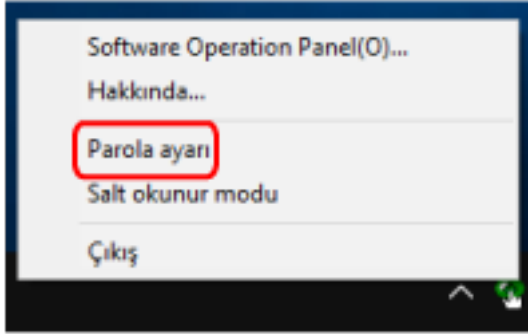 Software Operation Panel(O)...
Hakkında...
Parola ayarı
Salt okunur modu
Çıkış